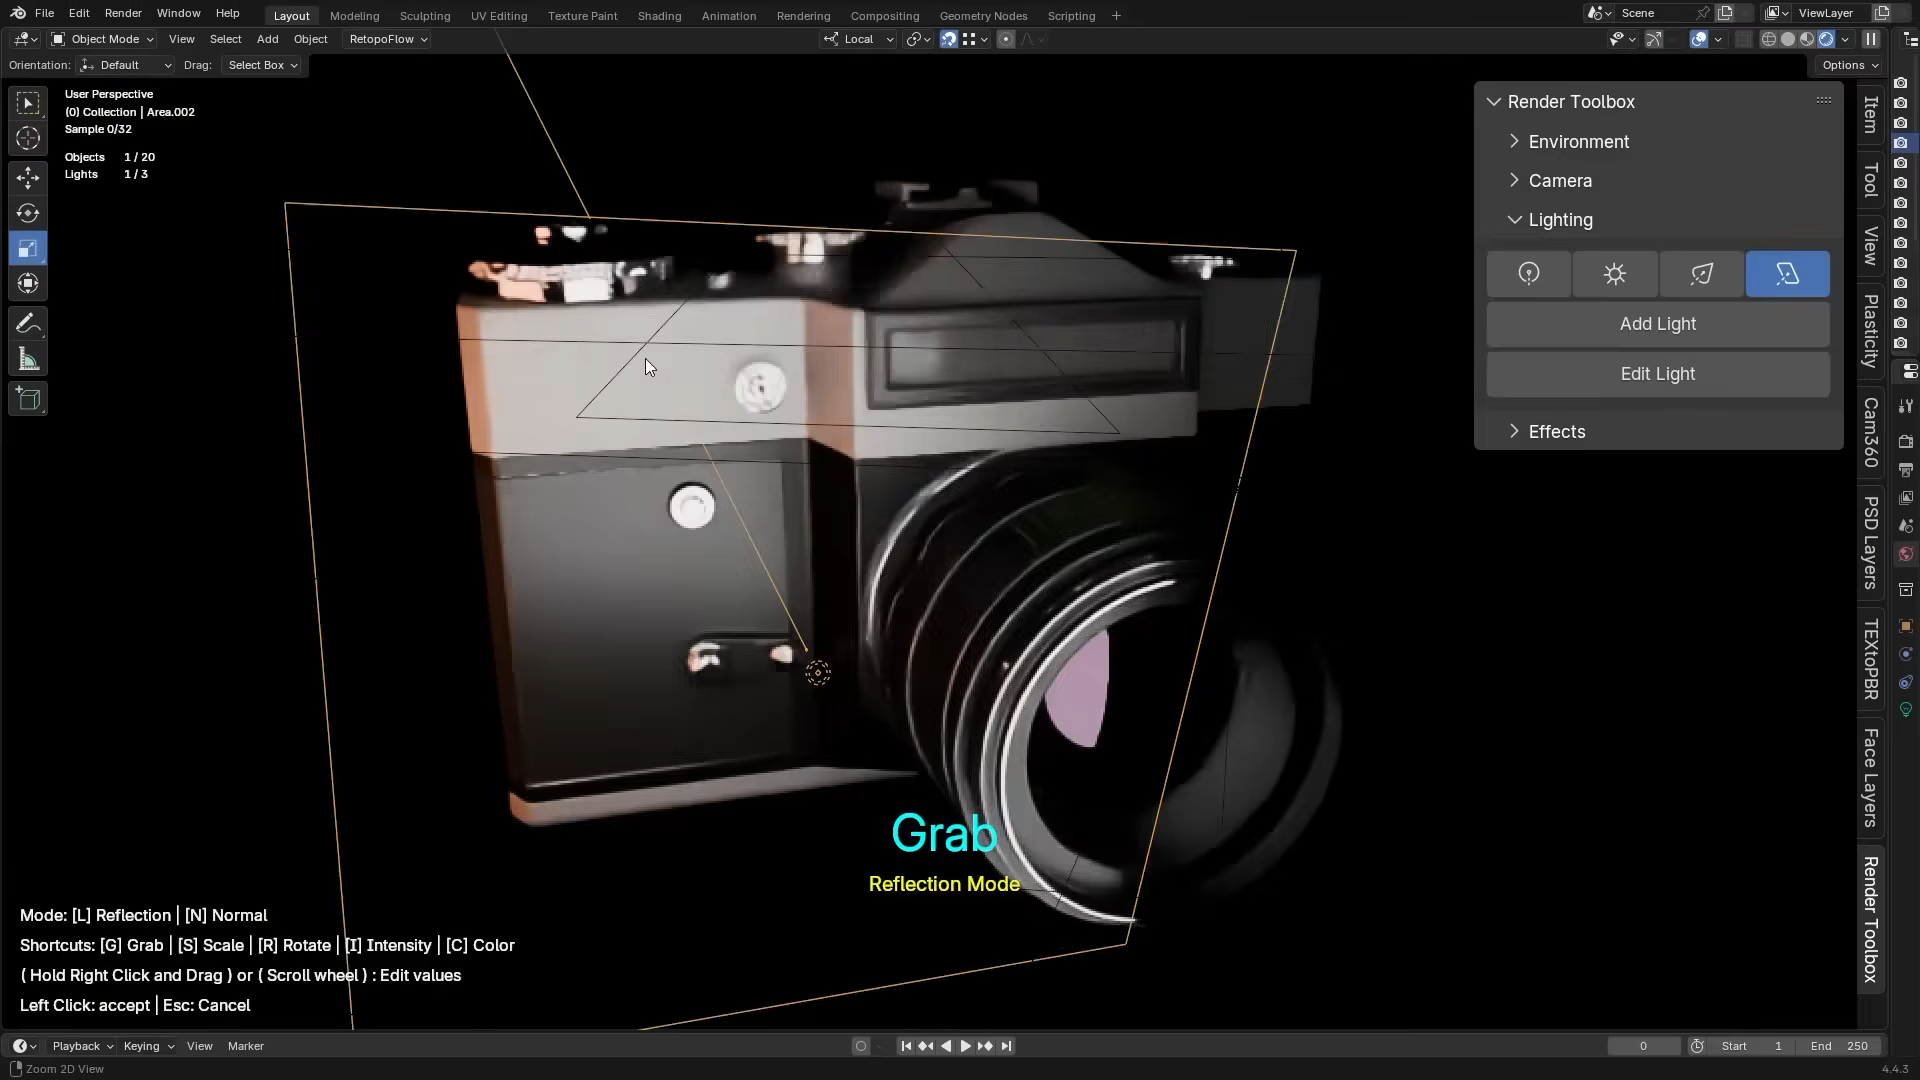 File Edit Render Window Help Layout Modeling Sculpting UV Editing Texture Paint Shading Animation Rendering Compositing Geometry Nodes Scripting + Scene ViewLayer
Object Mode View Select Add Object RetopoFlow Local
Orientation: Default Drag: Select Box Options
User Perspective
(0) Collection | Area.002
Sample 0/32
Objects 1 / 20
Lights 1 / 3
Render Toolbox
Environment
Camera
Lighting
Add Light
Edit Light
Effects
Item
Tool
View
Plasticity
Cam360
PSD Layers
TEXtoPBR
Face Layers
Render Toolbox
Grab
Reflection Mode
Mode: [L] Reflection | [N] Normal
Shortcuts: [G] Grab | [S] Scale | [R] Rotate | [I] Intensity | [C] Color
( Hold Right Click and Drag ) or ( Scroll wheel ) : Edit values
Left Click: accept | Esc: Cancel
Playback Keying View Marker 0 Start 1 End 250
Zoom 2D View 4.4.3